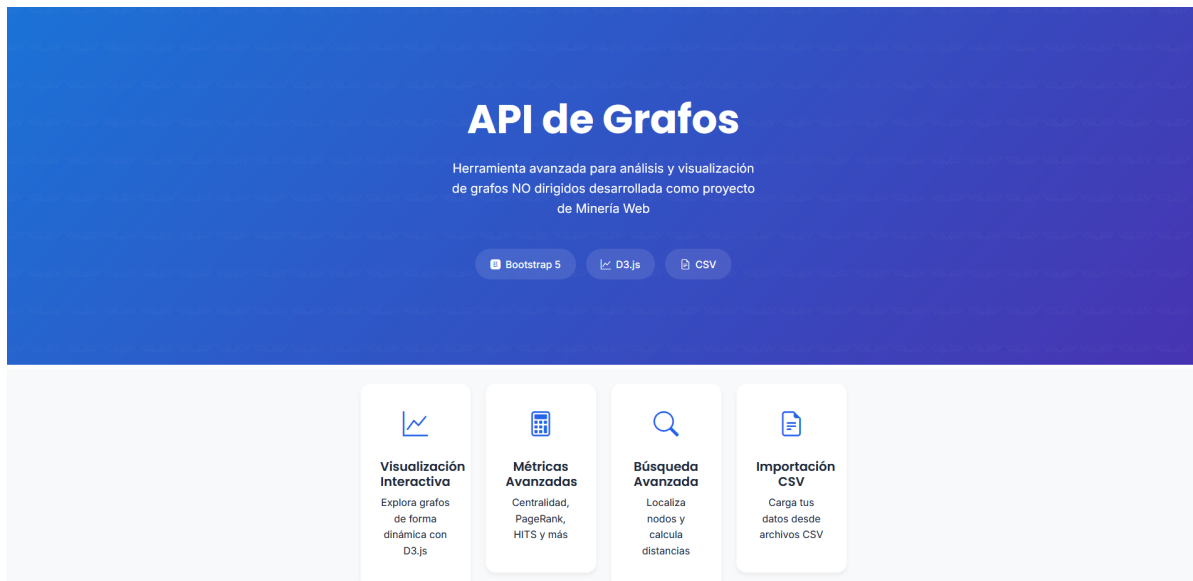 API de Grafos
Herramienta avanzada para análisis y visualización
de grafos NO dirigidos desarrollada como proyecto
de Minería Web
Bootstrap 5
D3.js
CSV
Visualización
Interactiva
Explora grafos
de forma
dinámica con
D3.js
Métricas
Avanzadas
Centralidad,
PageRank,
HITS y más
Búsqueda
Avanzada
Localiza
nodos y
calcula
distancias
Importación
CSV
Carga tus
datos desde
archivos CSV